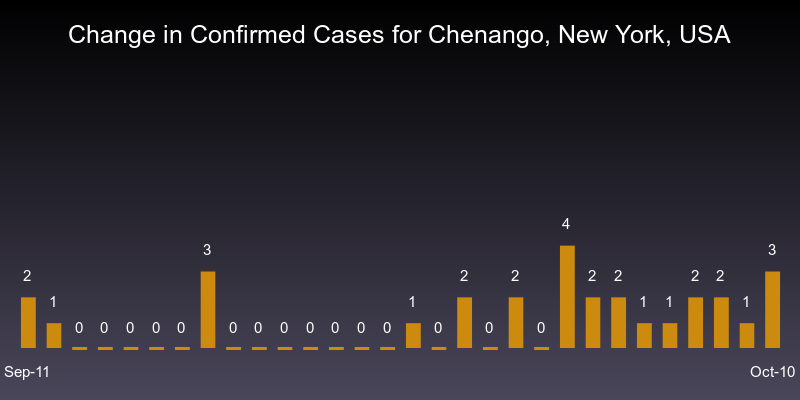 Change in Confirmed Cases for Chenango, New York, USA
4
3 3
2 2 2 2 2 2 2
1 1 1 1 1
0 0 0 0 0 0 0 0 0 0 0 0 0 0 0
Sep-11 Oct-10